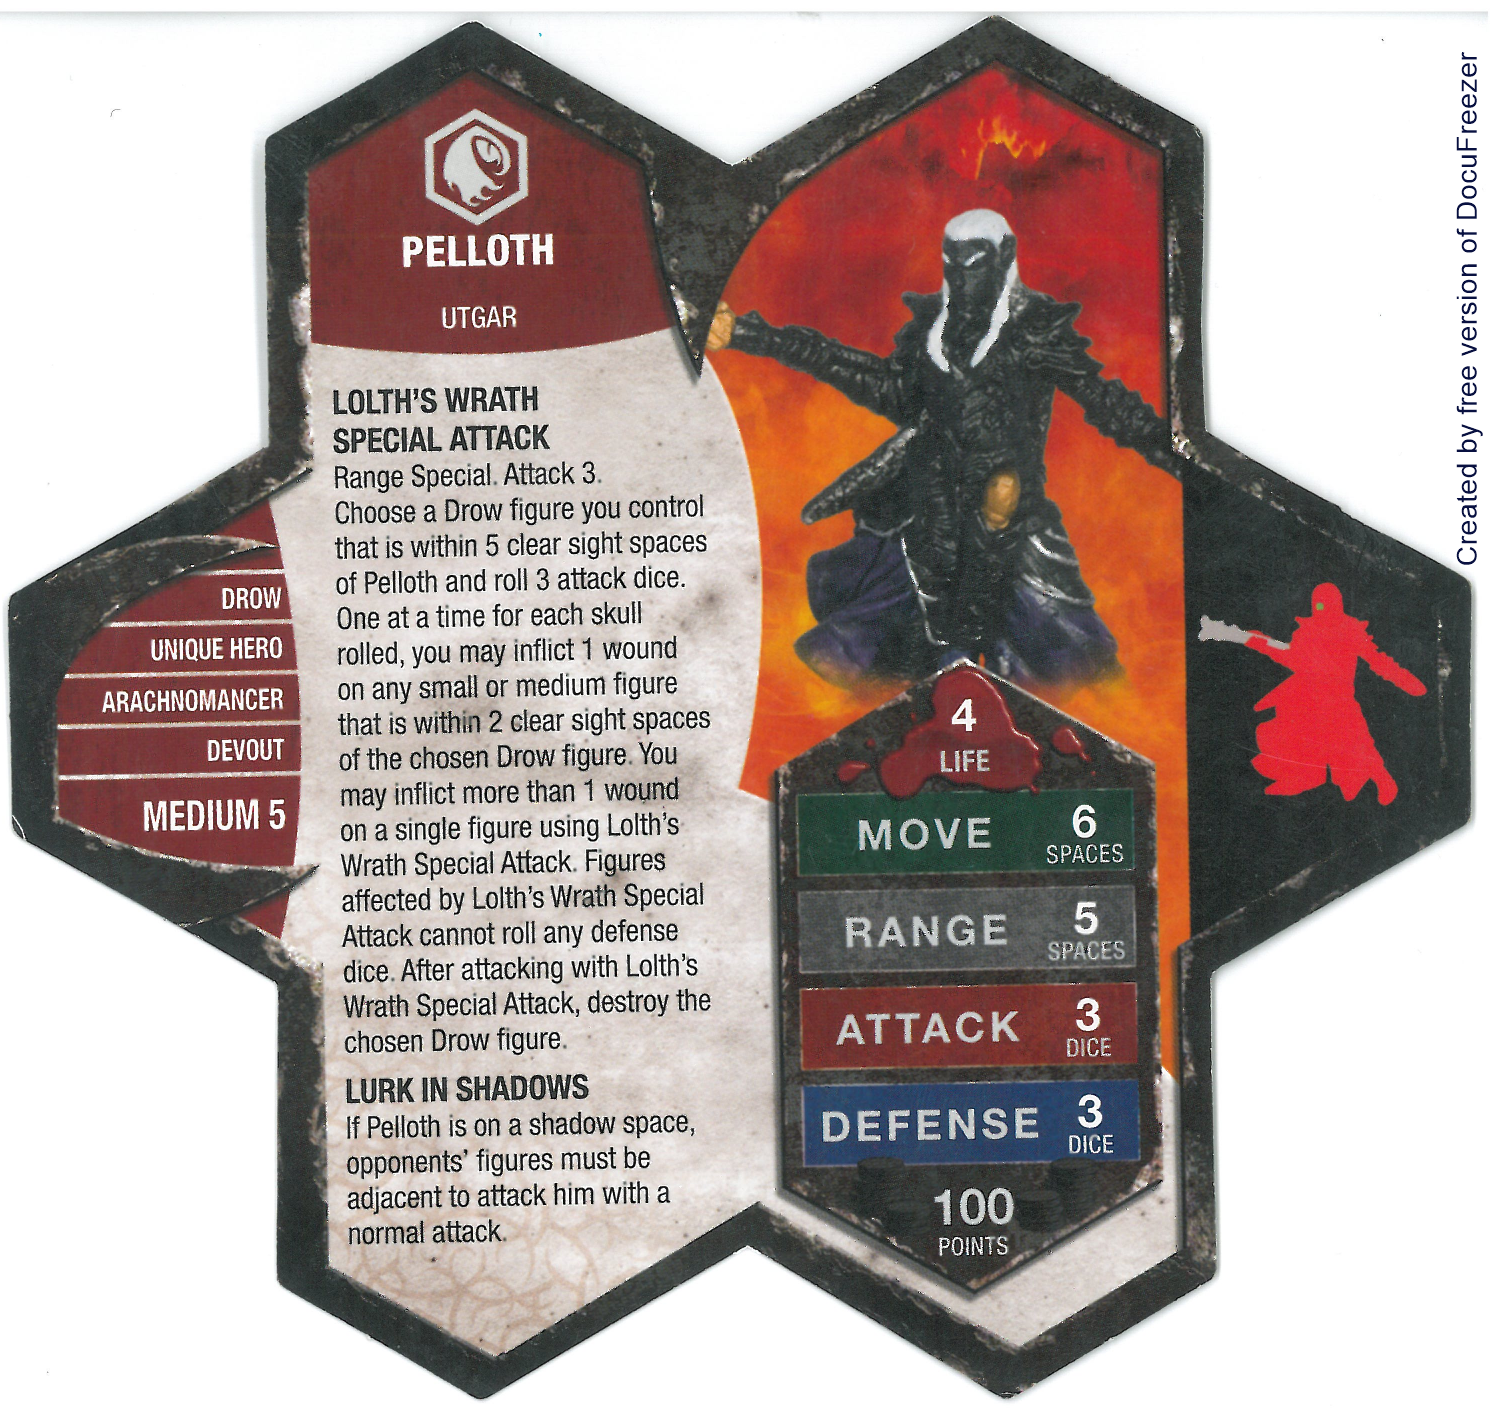 PELLOTH
UTGAR
LOLTH'S WRATH
SPECIAL ATTACK
Range Special. Attack 3.
Choose a Drow figure you control
that is within 5 clear sight spaces
of Pelloth and roll 3 attack dice.
One at a time for each skull
rolled, you may inflict 1 wound
on any small or medium figure
that is within 2 clear sight spaces
of the chosen Drow figure. You
may inflict more than 1 wound
on a single figure using Lolth's
Wrath Special Attack. Figures
affected by Lolth's Wrath Special
Attack cannot roll any defense
dice. After attacking with Lolth's
Wrath Special Attack, destroy the
chosen Drow figure.
LURK IN SHADOWS
If Pelloth is on a shadow space,
opponents' figures must be
adjacent to attack him with a
normal attack.
DROW
UNIQUE HERO
ARACHNOMANCER
DEVOUT
MEDIUM 5
4
LIFE
MOVE 6
SPACES
RANGE 5
SPACES
ATTACK 3
DICE
DEFENSE 3
DICE
100
POINTS
Created by free version of DocuFreezer